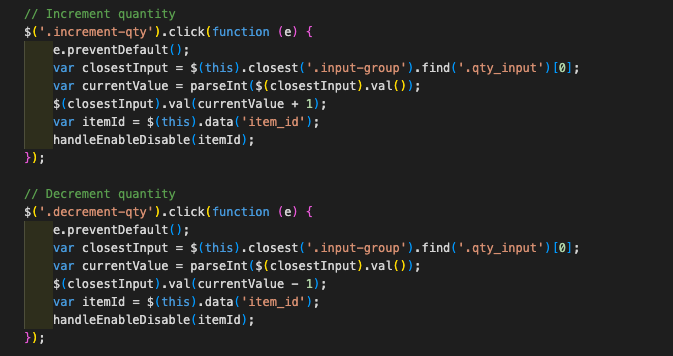 // Increment quantity
$('.increment-qty').click(function (e) {
    e.preventDefault();
    var closestInput = $(this).closest('.input-group').find('.qty_input')[0];
    var currentValue = parseInt($(closestInput).val());
    $(closestInput).val(currentValue + 1);
    var itemId = $(this).data('item_id');
    handleEnableDisable(itemId);
});

// Decrement quantity
$('.decrement-qty').click(function (e) {
    e.preventDefault();
    var closestInput = $(this).closest('.input-group').find('.qty_input')[0];
    var currentValue = parseInt($(closestInput).val());
    $(closestInput).val(currentValue - 1);
    var itemId = $(this).data('item_id');
    handleEnableDisable(itemId);
});